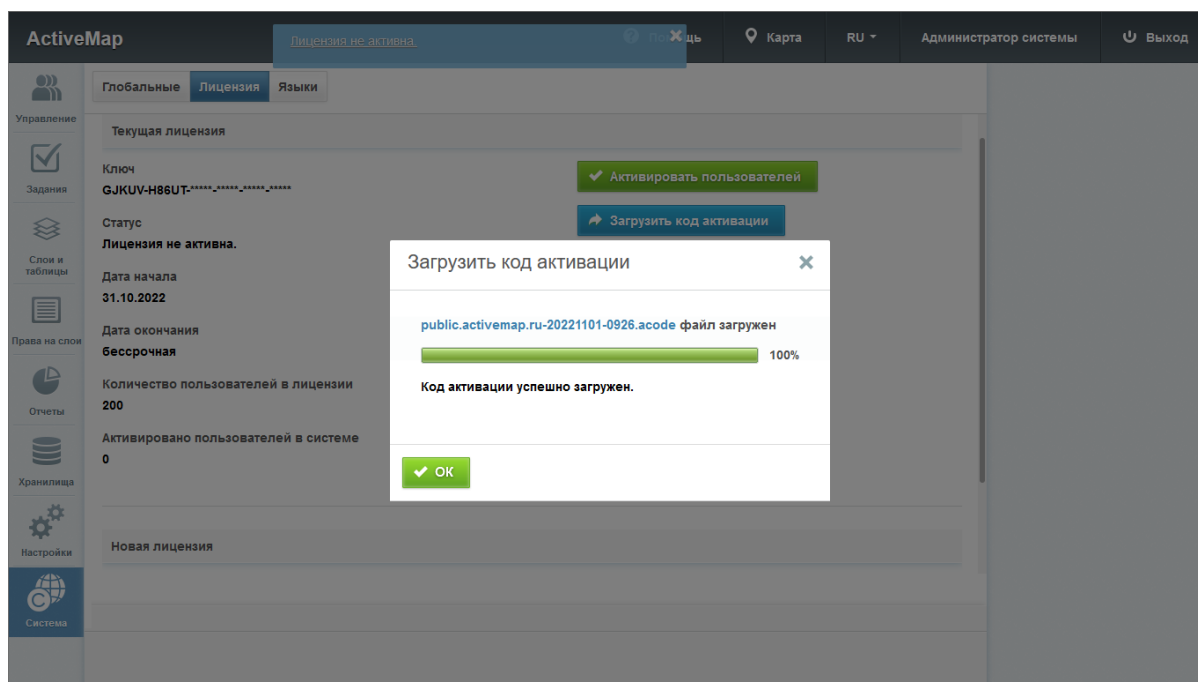 ActiveMap
Лицензия не активна.
Карта
RU
Администратор системы
Выход
Управление
Задания
Слои и
таблицы
Права на слои
Отчеты
Хранилища
Настройки
Система
Глобальные Лицензия Языки
Текущая лицензия
Ключ
GJKUV-H86UT-*****-*****-*****-*****
Активировать пользователей
Статус
Лицензия не активна.
Загрузить код активации
Дата начала
31.10.2022
Дата окончания
бессрочная
Количество пользователей в лицензии
200
Активировано пользователей в системе
0
Новая лицензия
Загрузить код активации
public.activemap.ru-20221101-0926.acode файл загружен
100%
Код активации успешно загружен.
ОК